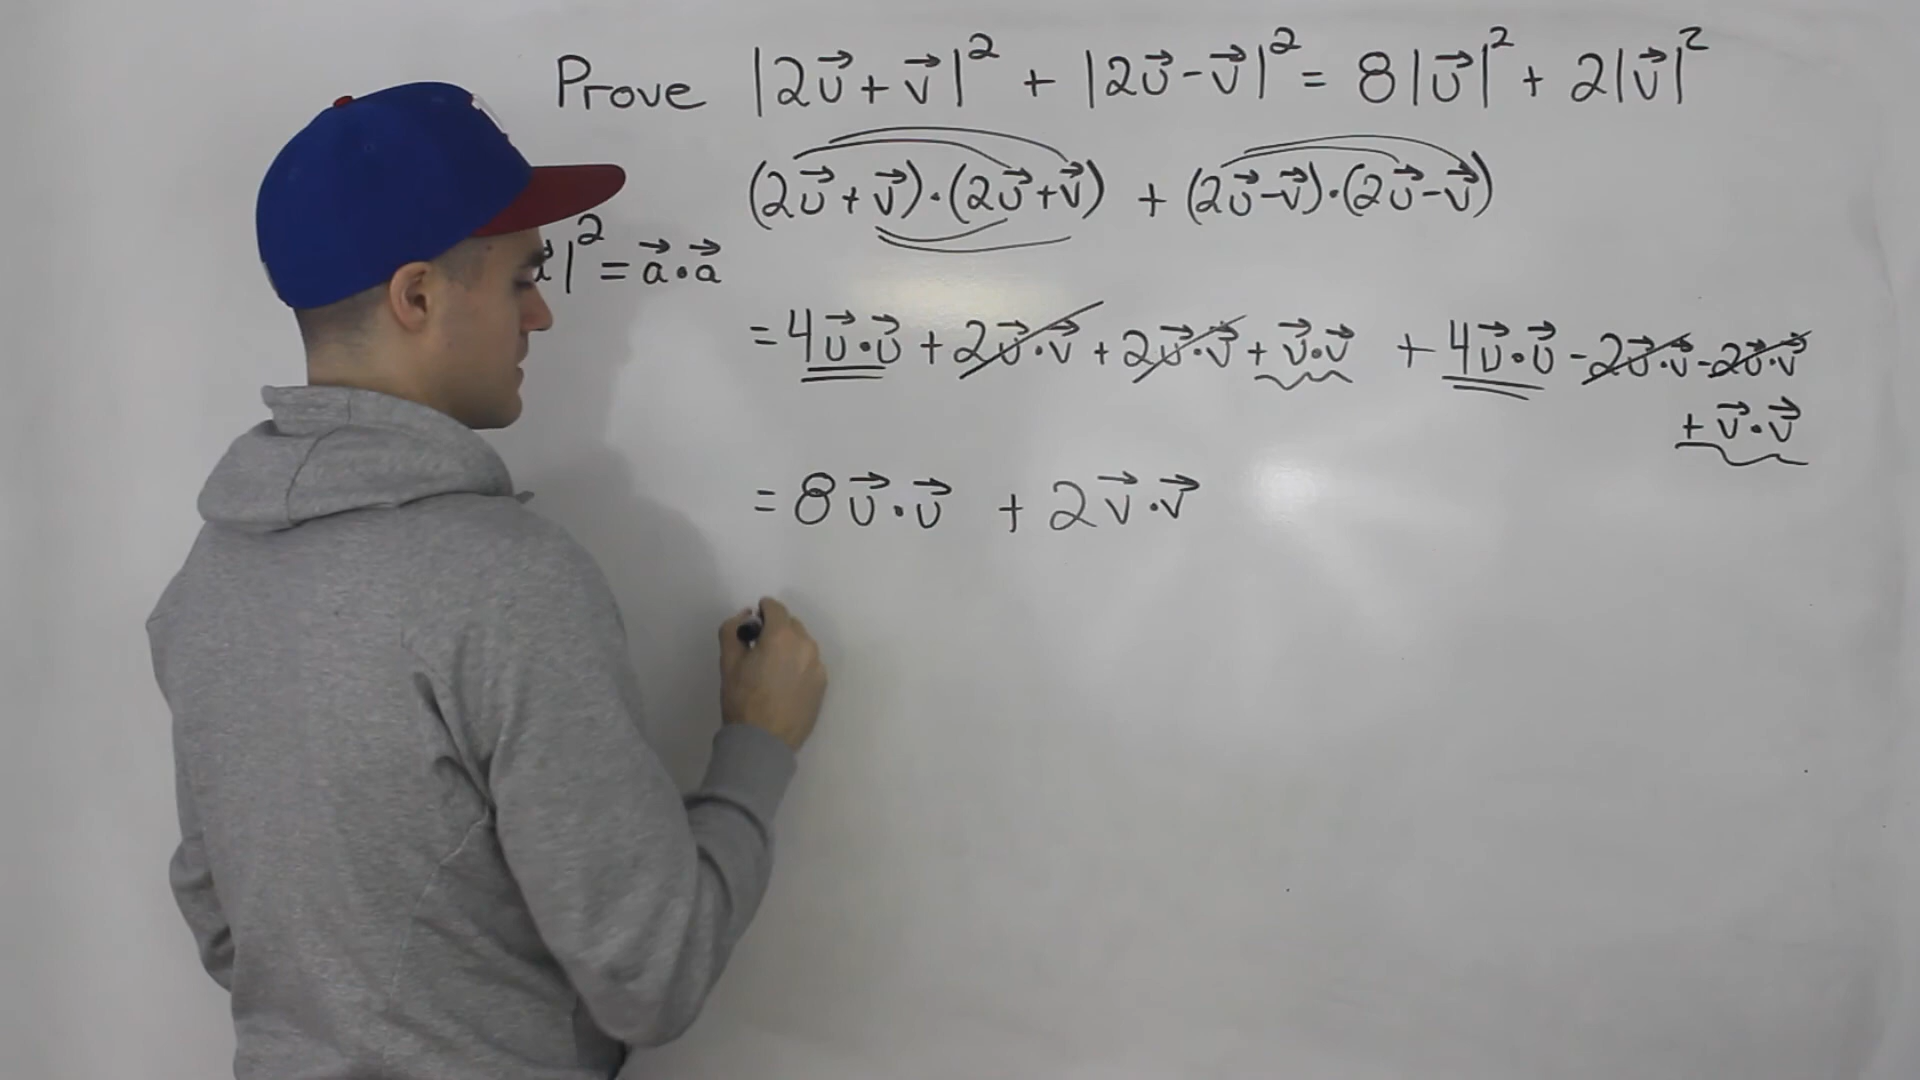 Prove |2u⃗ + v⃗|² + |2u⃗ - v⃗|² = 8|u⃗|² + 2|v⃗|²
(2u⃗ + v⃗)·(2u⃗ + v⃗) + (2u⃗ - v⃗)·(2u⃗ - v⃗)
|² = a⃗·a⃗
= 4u⃗·u⃗ + 2u⃗·v⃗ + 2u⃗·v⃗ + v⃗·v⃗ + 4u⃗·u⃗ - 2u⃗·v⃗ - 2u⃗·v⃗
+ v⃗·v⃗
= 8u⃗·u⃗ + 2v⃗·v⃗